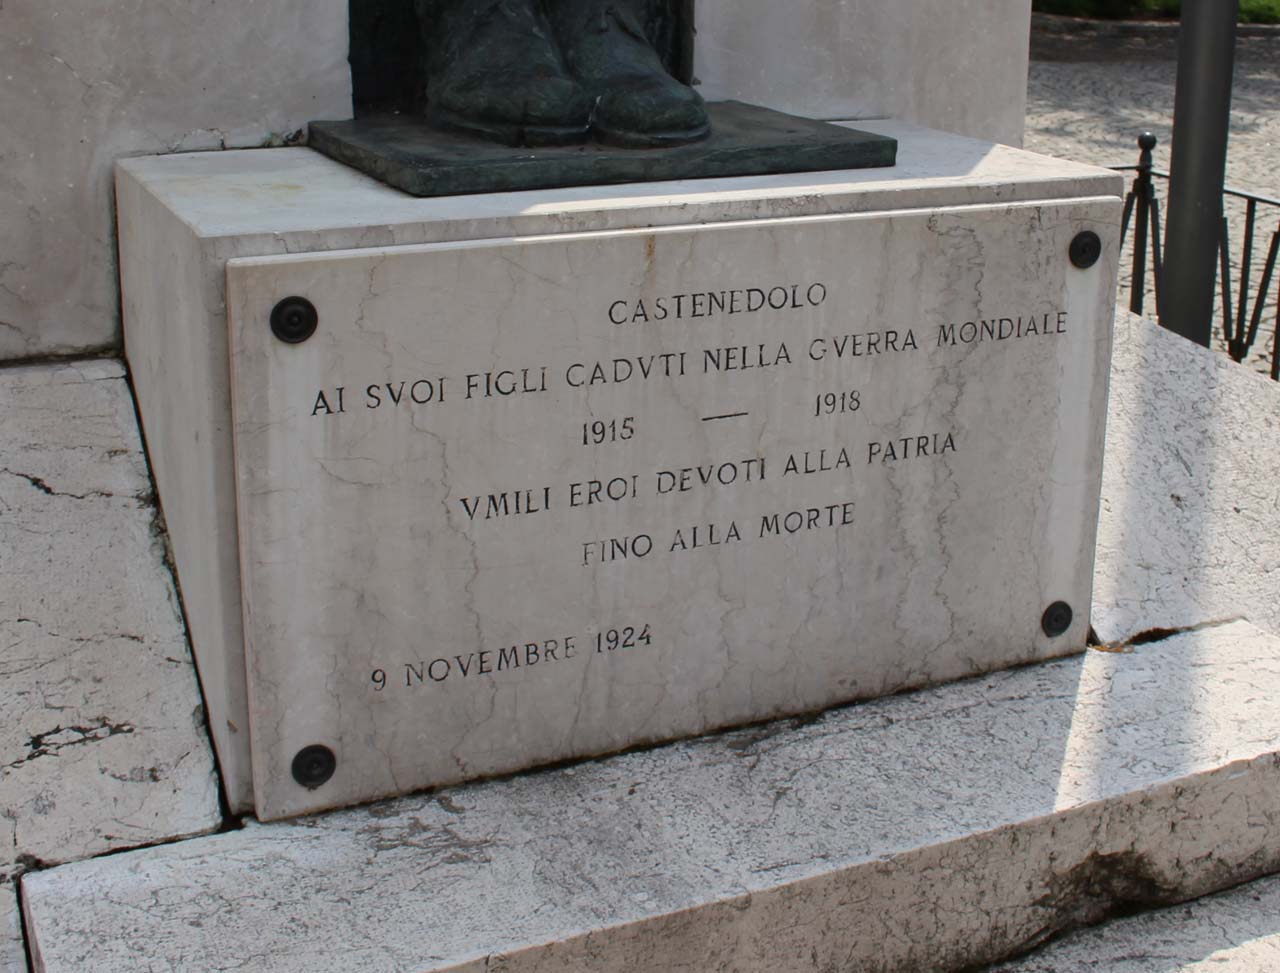 CASTENEDOLO
AI SVOI FIGLI CADVTI NELLA GVERRA MONDIALE
1915 — 1918
VMILI EROI DEVOTI ALLA PATRIA
FINO ALLA MORTE
9 NOVEMBRE 1924